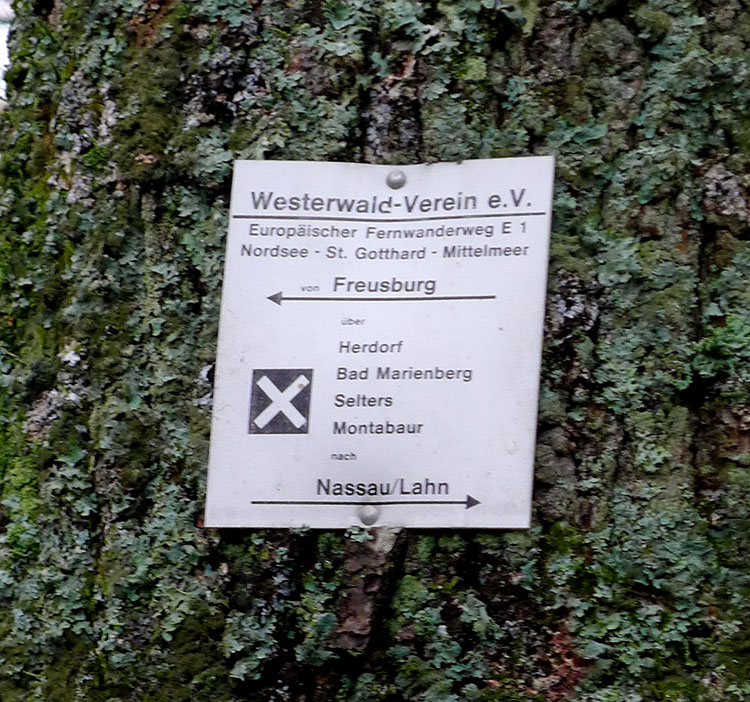 Westerwald-Verein e.V.
Europäischer Fernwanderweg E 1
Nordsee - St. Gotthard - Mittelmeer
von Freusburg
über
Herdorf
Bad Marienberg
Selters
Montabaur
nach
Nassau/Lahn